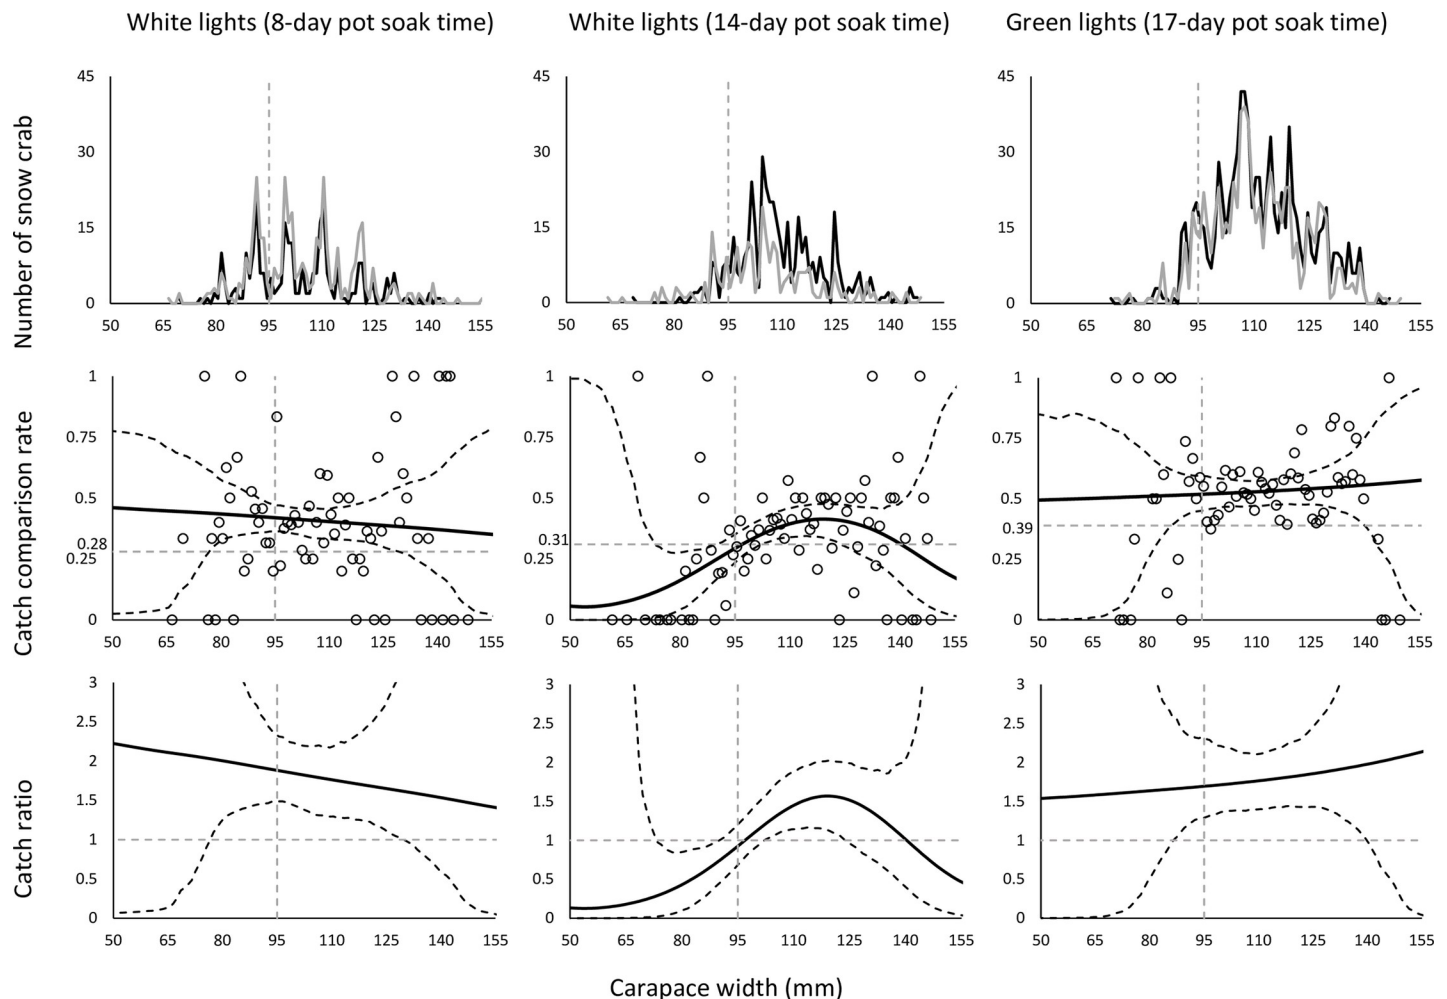 White lights (8-day pot soak time) White lights (14-day pot soak time) Green lights (17-day pot soak time)
Number of snow crab
45 45 45
30 30 30
15 15 15
0 0 0
50 65 80 95 110 125 140 155 50 65 80 95 110 125 140 155 50 65 80 95 110 125 140 155
Catch comparison rate
1 1 1
0.75 0.75 0.75
0.5 0.5 0.5
0.28 0.31 0.39
0.25 0.25 0.25
0 0 0
50 65 80 95 110 125 140 155 50 65 80 95 110 125 140 155 50 65 80 95 110 125 140 155
Catch ratio
3 3 3
2.5 2.5 2.5
2 2 2
1.5 1.5 1.5
1 1 1
0.5 0.5 0.5
0 0 0
50 65 80 95 110 125 140 155 50 65 80 95 110 125 140 155 50 65 80 95 110 125 140 155
Carapace width (mm)